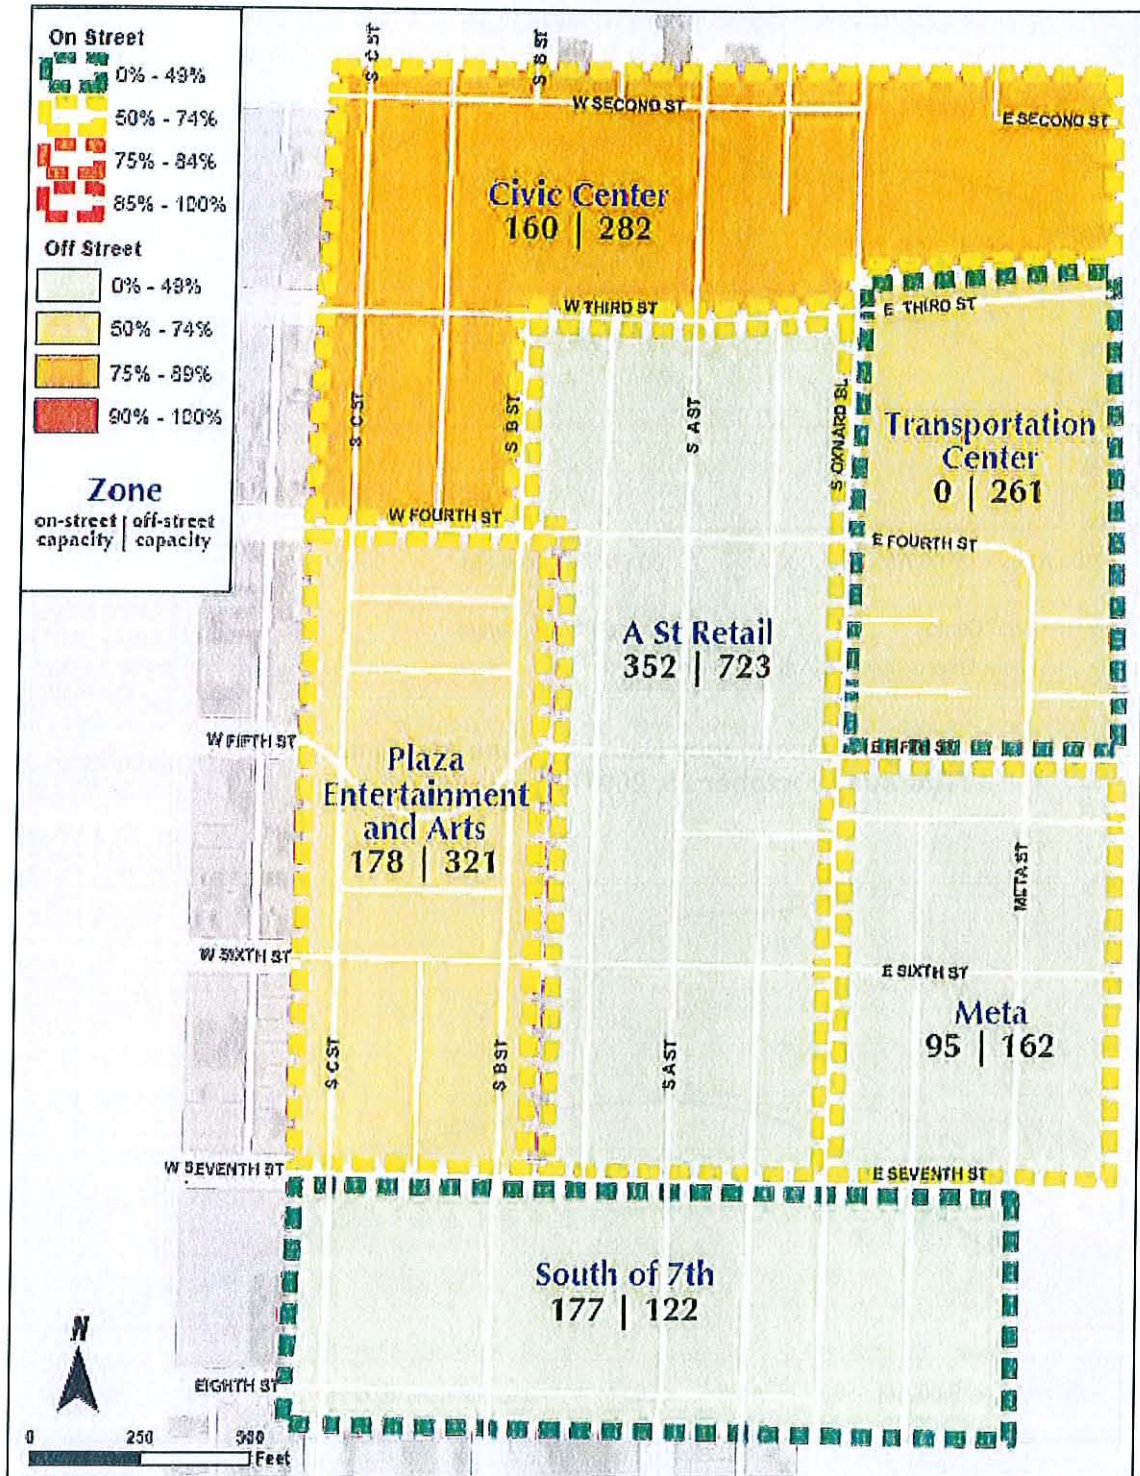 On Street
0% - 49%
50% - 74%
75% - 84%
85% - 100%
Off Street
0% - 49%
50% - 74%
75% - 89%
90% - 100%
Zone
on-street | off-street
capacity | capacity
S C ST
S B ST
W SECOND ST
E SECOND ST
Civic Center
160 | 282
W THIRD ST
E THIRD ST
S C ST
S B ST
S A ST
S OXNARD BL
Transportation
Center
0 | 261
W FOURTH ST
E FOURTH ST
A St Retail
352 | 723
W FIFTH ST
E FIFTH ST
Plaza
Entertainment
and Arts
178 | 321
META ST
W SIXTH ST
E SIXTH ST
Meta
95 | 162
S C ST
S B ST
S A ST
W SEVENTH ST
E SEVENTH ST
South of 7th
177 | 122
N
EIGHTH ST
0 250 500
Feet